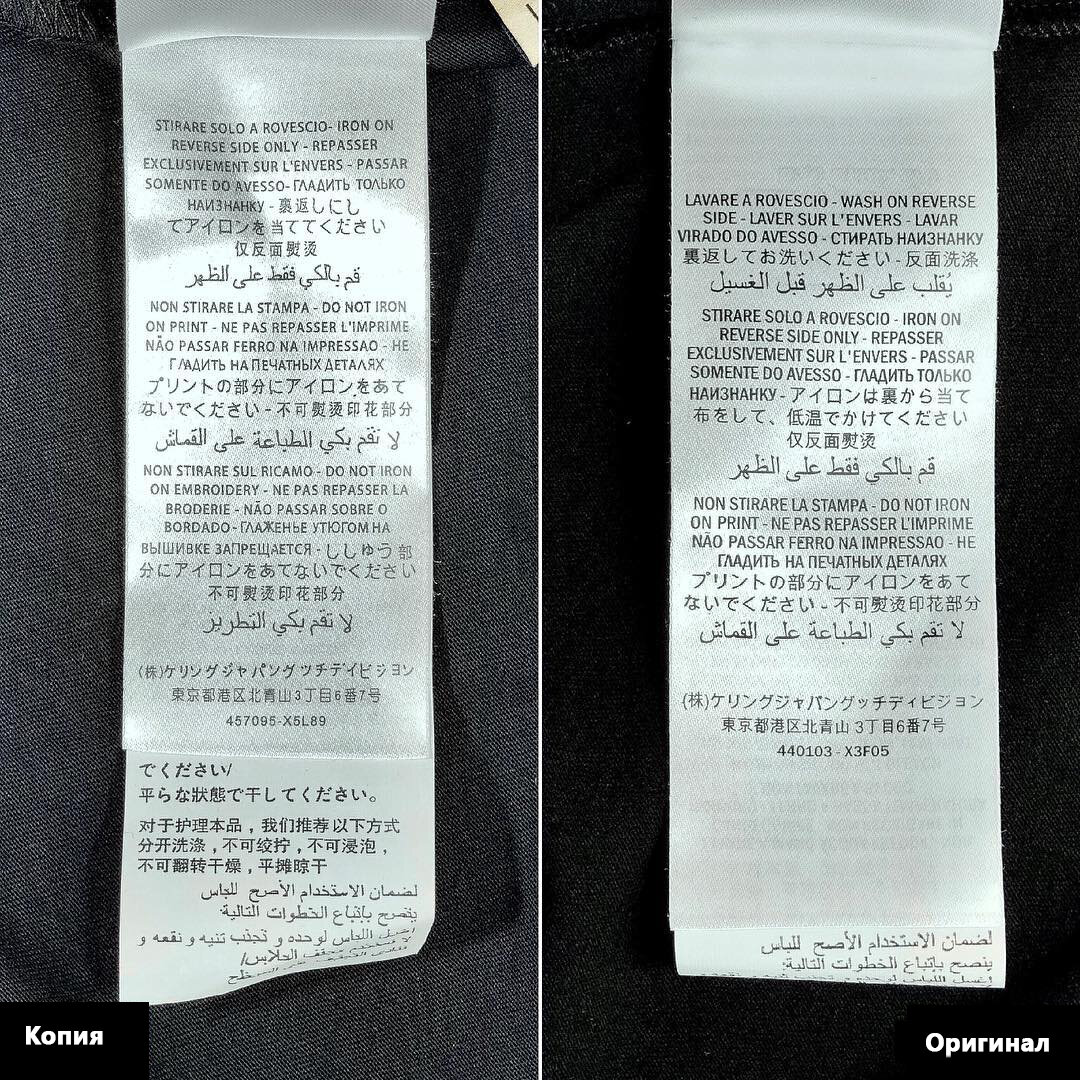 STIRARE SOLO A ROVESCIO- IRON ON
REVERSE SIDE ONLY - REPASSER
EXCLUSIVEMENT SUR L'ENVERS - PASSAR
SOMENTE DO AVESSO- ГЛАДИТЬ ТОЛЬКО
НАИЗНАНКУ - 裏返しにし
てアイロンを当ててください
仅反面熨烫
قم بالكي فقط على الظهر
NON STIRARE LA STAMPA - DO NOT IRON
ON PRINT - NE PAS REPASSER L'IMPRIME
NÃO PASSAR FERRO NA IMPRESSAO - НЕ
ГЛАДИТЬ НА ПЕЧАТНЫХ ДЕТАЛЯХ
プリントの部分にアイロンをあて
ないでください - 不可熨烫印花部分
لا تقم بكي الطباعة على القماش
NON STIRARE SUL RICAMO - DO NOT IRON
ON EMBROIDERY - NE PAS REPASSER LA
BRODERIE - NÃO PASSAR SOBRE O
BORDADO- ГЛАЖЕНЬЕ УТЮГОМ НА
ВЫШИВКЕ ЗАПРЕЩАЕТСЯ - ししゅう部
分にアイロンをあてないでください
不可熨烫印花部分
لا تقم بكي التطريز
(株)ケリングジャパングッチデイビジョン
東京都港区北青山3丁目6番7号
457095-X5L89
でください/
平らな狀態で干してください。
对于护理本品，我们推荐以下方式
分开洗涤，不可绞拧，不可浸泡，
不可翻转干燥，平摊晾干
لضمان الاستخدام الأصح للباس
ينصح بإتباع الخطوات التالية:
إغسل اللباس لوحده و تجنب تنيه و نقعه و
Копия
LAVARE A ROVESCIO - WASH ON REVERSE
SIDE - LAVER SUR L'ENVERS - LAVAR
VIRADO DO AVESSO - СТИРАТЬ НАИЗНАНКУ
裏返してお洗いください - 反面洗涤
يُقلب على الظهر قبل الغسيل
STIRARE SOLO A ROVESCIO - IRON ON
REVERSE SIDE ONLY - REPASSER
EXCLUSIVEMENT SUR L'ENVERS - PASSAR
SOMENTE DO AVESSO - ГЛАДИТЬ ТОЛЬКО
НАИЗНАНКУ - アイロンは裏から当て
布をして、低温でかけてください
仅反面熨烫
قم بالكي فقط على الظهر
NON STIRARE LA STAMPA - DO NOT IRON
ON PRINT - NE PAS REPASSER L'IMPRIME
NÃO PASSAR FERRO NA IMPRESSAO - НЕ
ГЛАДИТЬ НА ПЕЧАТНЫХ ДЕТАЛЯХ
プリントの部分にアイロンをあて
ないでください - 不可熨烫印花部分
لا تقم بكي الطباعة على القماش
(株)ケリングジャパングッチディビジョン
東京都港区北青山 3丁目6番7号
440103 - X3F05
لضمان الاستخدام الأصح للباس
ينصح بإتباع الخطوات التالية:
Оригинал